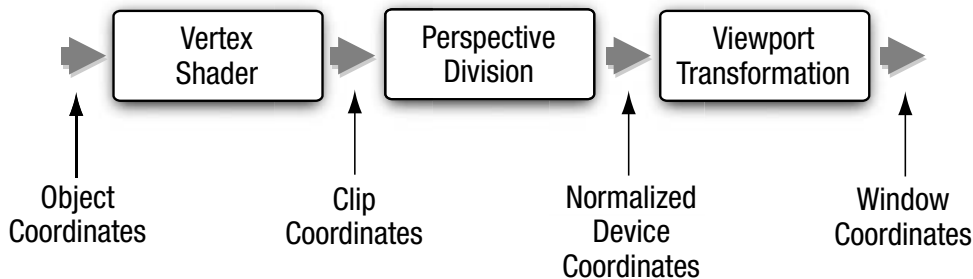 Vertex
Shader
Perspective
Division
Viewport
Transformation
Object
Coordinates
Clip
Coordinates
Normalized
Device
Coordinates
Window
Coordinates